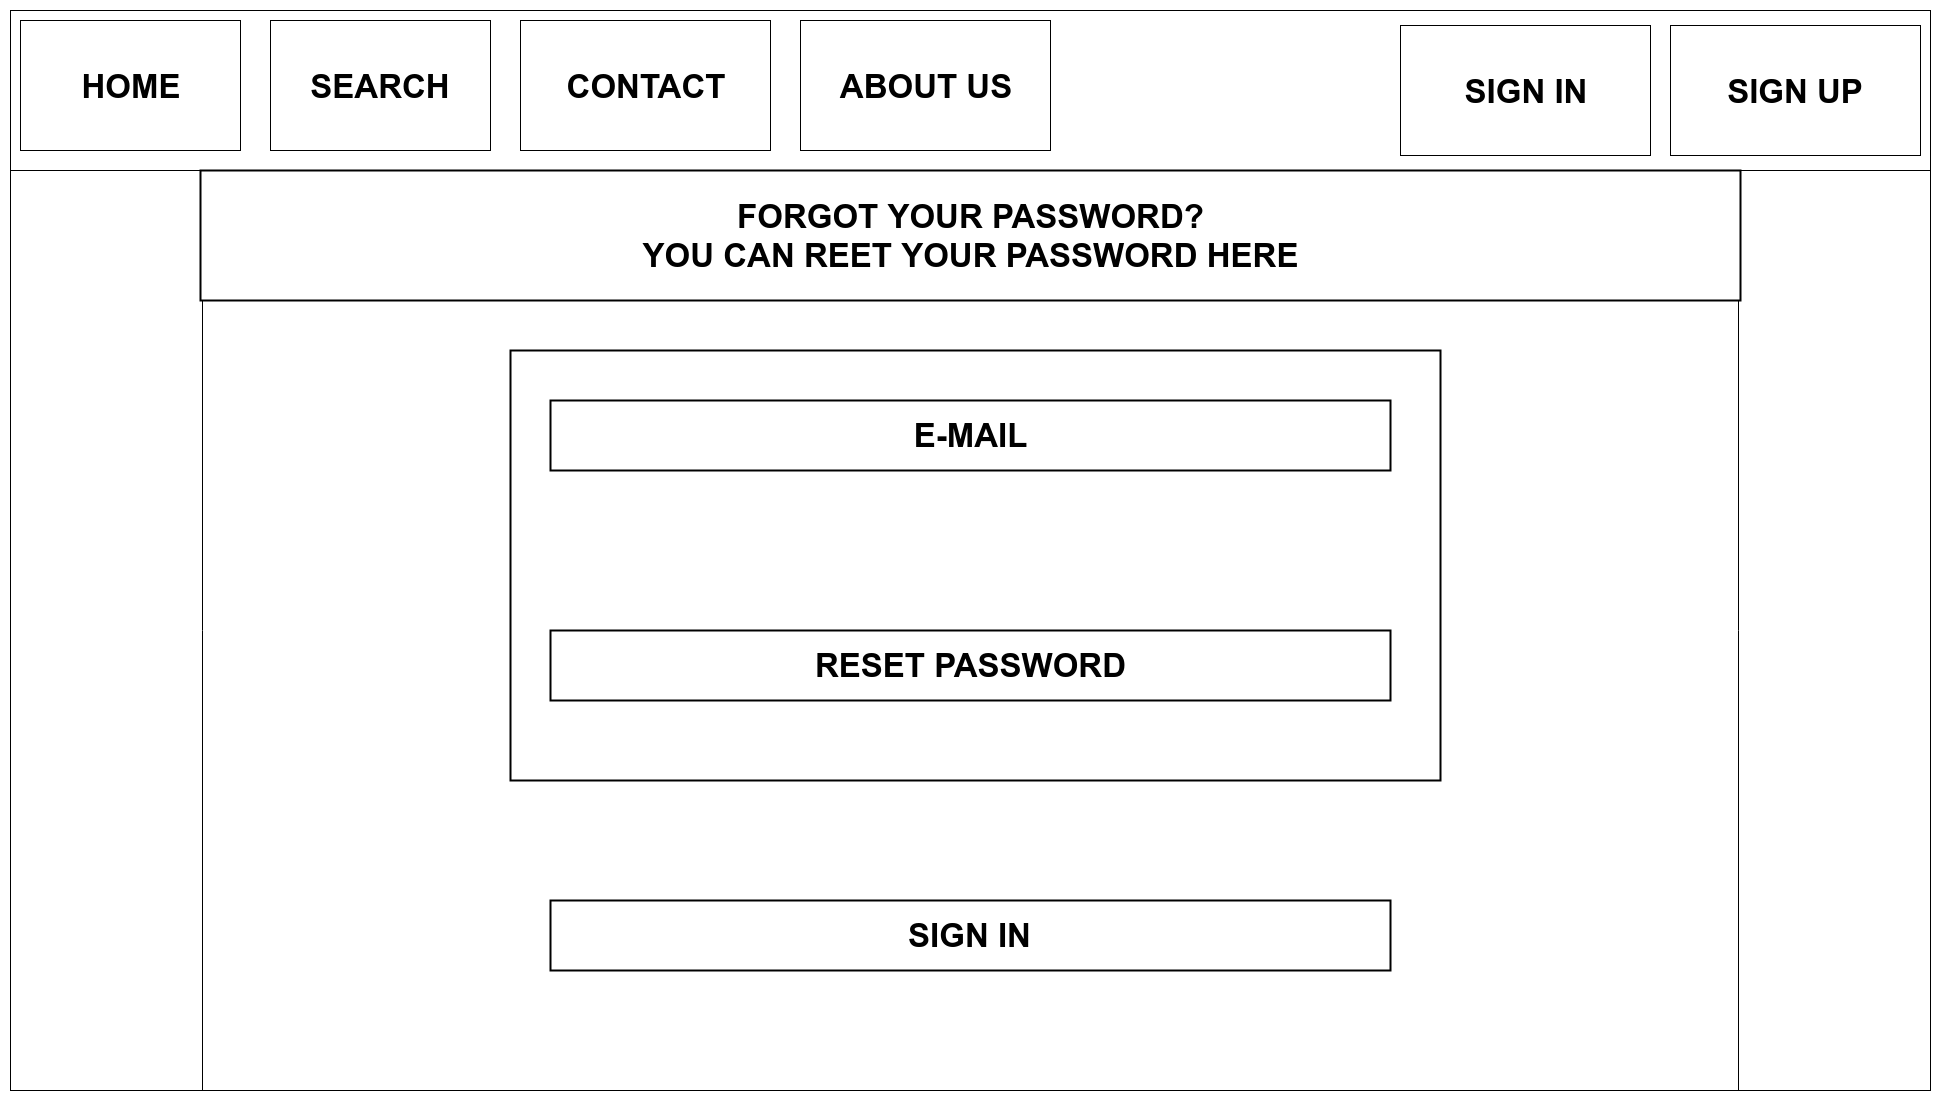 HOME
SEARCH
CONTACT
ABOUT US
SIGN IN
SIGN UP
FORGOT YOUR PASSWORD?
YOU CAN REET YOUR PASSWORD HERE
E-MAIL
RESET PASSWORD
SIGN IN